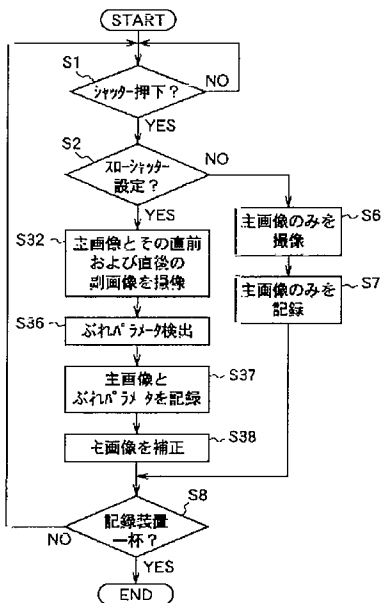 START
S1
シャッター押下？
NO
YES
S2
スローシャッター
設定？
NO
YES
S32
主画像とその直前
および直後の
副画像を撮像
S6
主画像のみを
撮像
S7
主画像のみを
記録
S36
ぶれパラメータ検出
S37
主画像と
ぶれパラメータを記録
S38
主画像を補正
S8
記録装置
一杯？
NO
YES
END